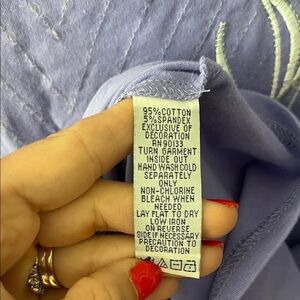 95%COTTON
5%SPANDEX
EXCLUSIVE OF
DECORATION
RN 90133
TURN GARMENT
INSIDE OUT
HAND WASH COLD
SEPARATELY
ONLY
NON-CHLORINE
BLEACH WHEN
NEEDED
LAY FLAT TO DRY
LOW IRON
ON REVERSE
SIDE IF NECESSARY
PRECAUTION TO
DECORATION